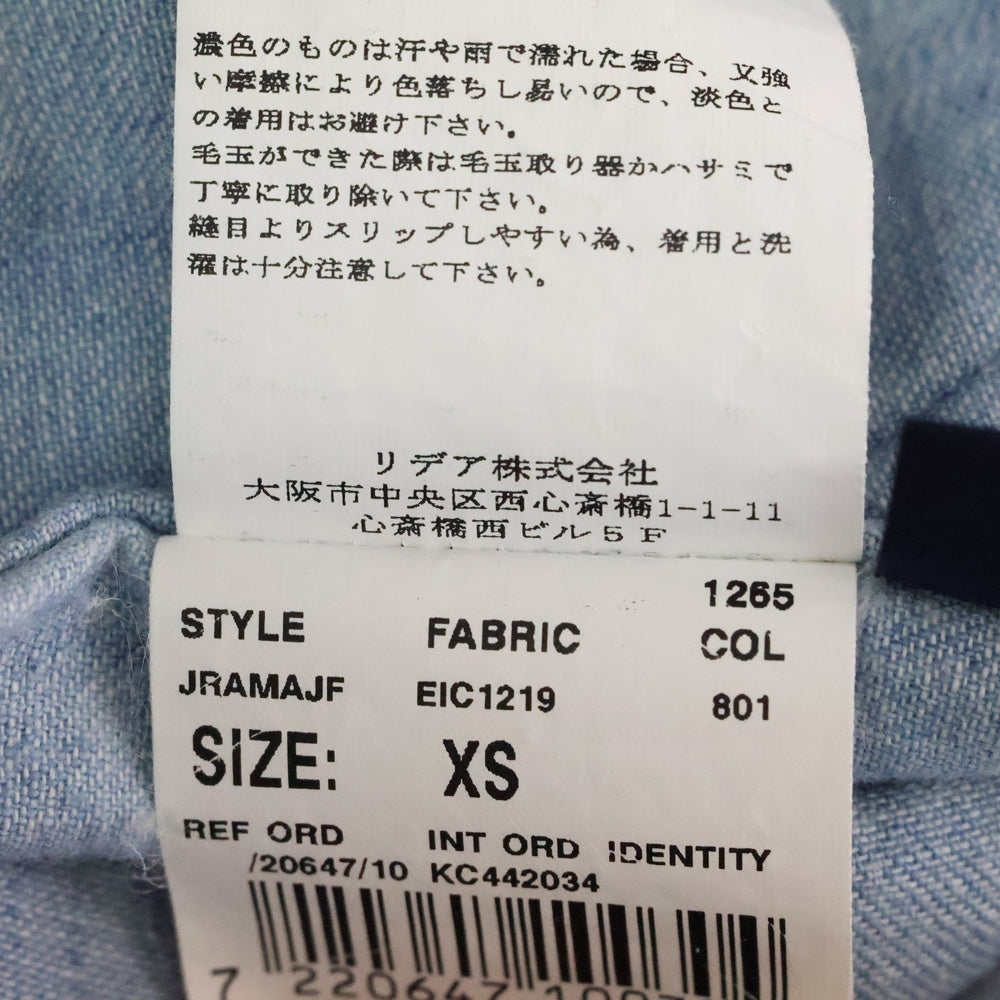 濃色のものは汗や雨で濡れた場合、又強
い摩擦により色落ちし易いので、淡色と
の着用はお避け下さい。
毛玉ができた際は毛玉取り器かハサミで
丁寧に取り除いて下さい。
縫目よりスリップしやすい為、着用と洗
濯は十分注意して下さい。
リデア株式会社
大阪市中央区西心斎橋1-1-11
心斎橋西ビル5F
1265
STYLE FABRIC COL
JRAMAJF EIC1219 801
SIZE: XS
REF ORD INT ORD IDENTITY
/20647/10 KC442034
7 220647